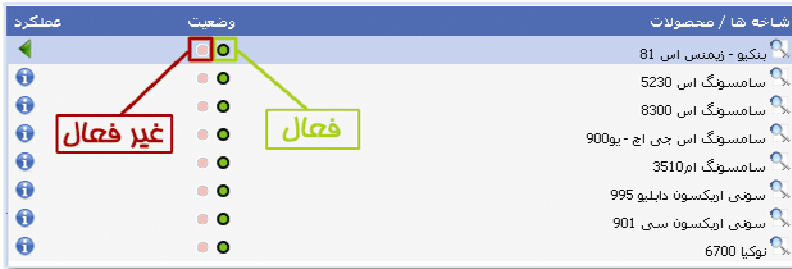 شاخه ها / محصولات وضعیت عملکرد
بنکیو - زیمنس اس 81
سامسونگ اس 5230
سامسونگ اس 8300
سامسونگ اس جی اچ - یو900
سامسونگ ام3510
سونی اریکسون دابلیو 995
سونی اریکسون سی 901
نوکیا 6700
فعال
غیر فعال